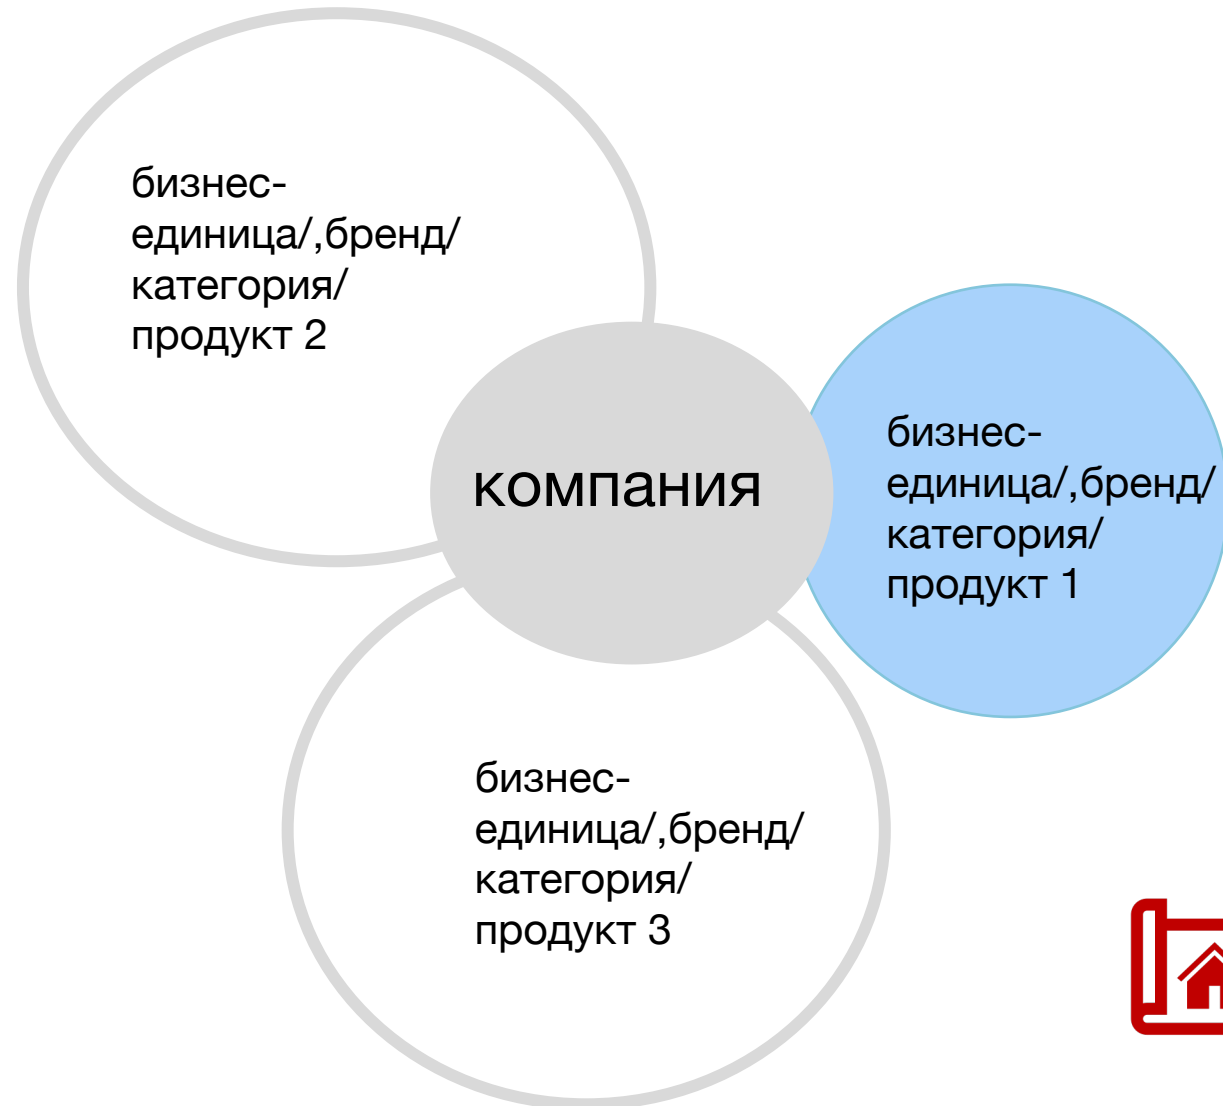 бизнес-
единица/,бренд/
категория/
продукт 2
компания
бизнес-
единица/,бренд/
категория/
продукт 1
бизнес-
единица/,бренд/
категория/
продукт 3